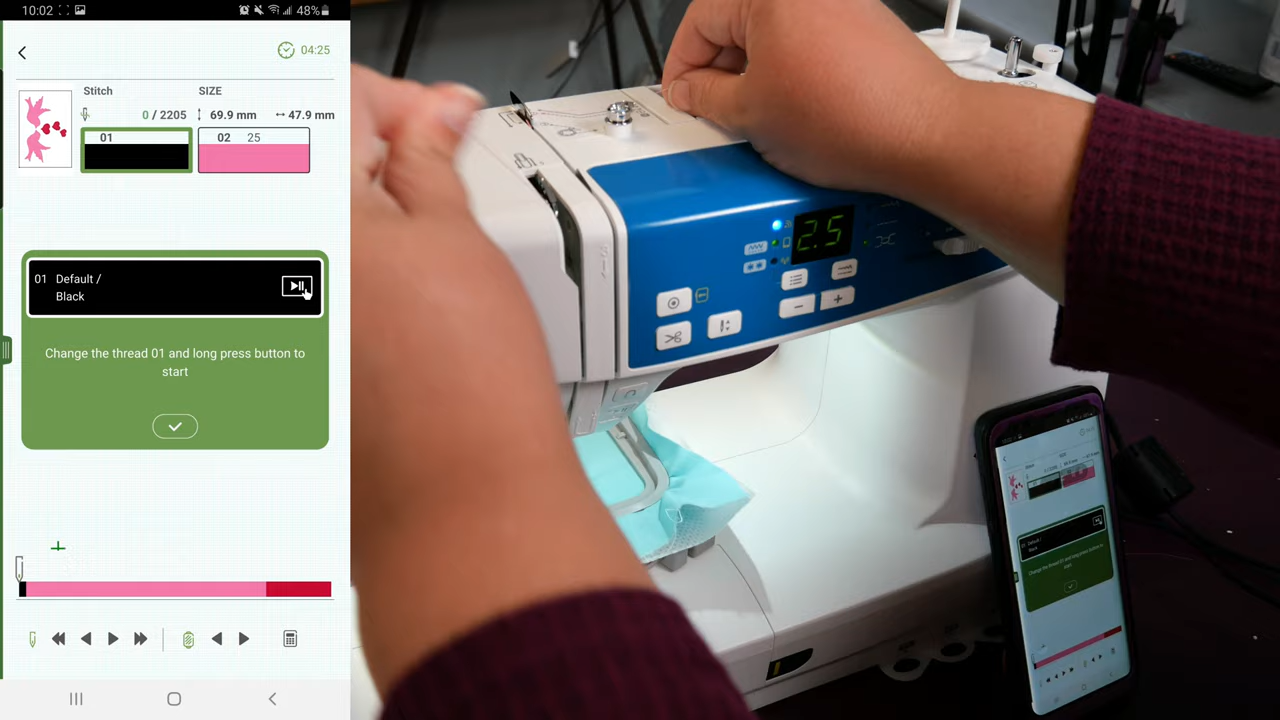 10:02
48%
04:25
Stitch
SIZE
0 / 2205
69.9 mm
47.9 mm
01
02 25
01 Default /
Black
Change the thread 01 and long press button to
start
2.5